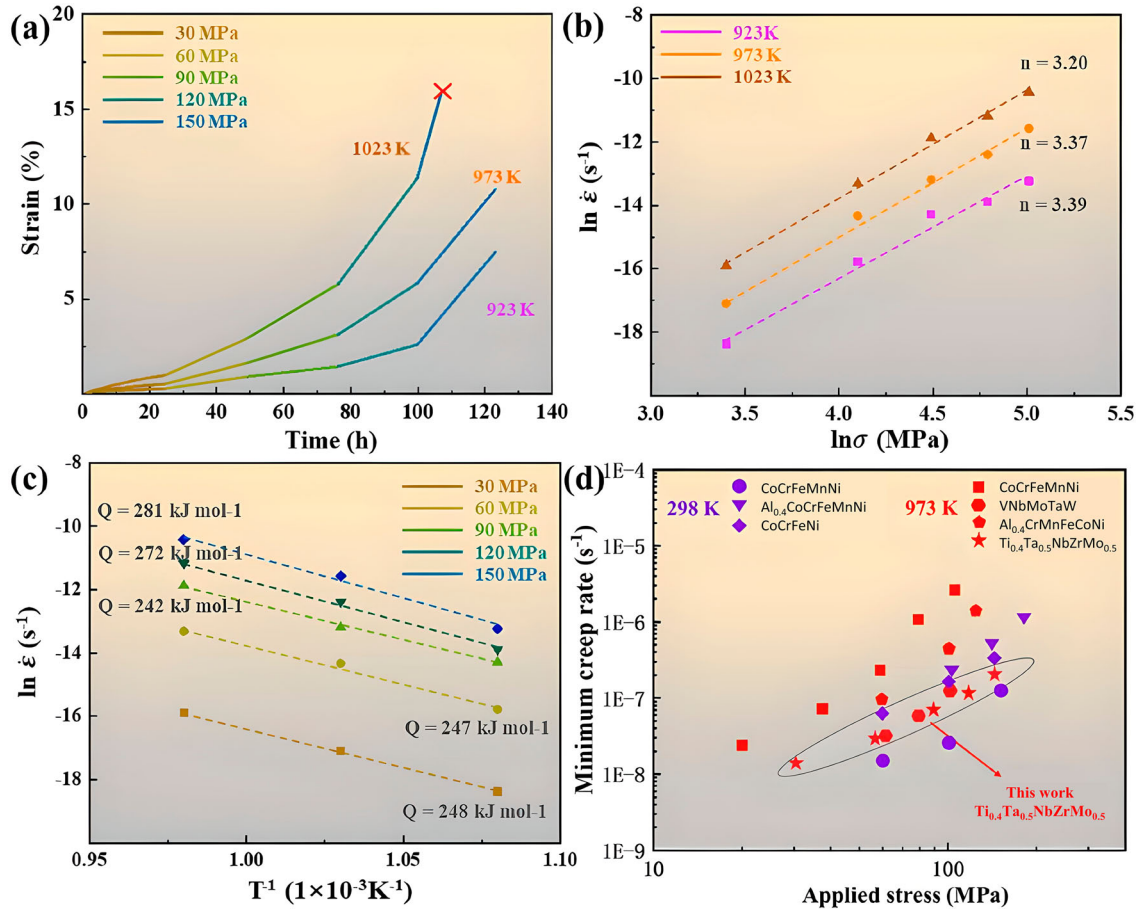 (a)
20
15
10
5
0
0
20
40
60
80
100
120
140
Strain (%)
Time (h)
30 MPa
60 MPa
90 MPa
120 MPa
150 MPa
1023 K
973 K
923 K
(b)
-8
-10
-12
-14
-16
-18
3.0
3.5
4.0
4.5
5.0
5.5
ln ε̇ (s⁻¹)
lnσ (MPa)
923K
973K
1023K
n = 3.20
n = 3.37
n = 3.39
(c)
-8
-10
-12
-14
-16
-18
0.95
1.00
1.05
1.10
ln ε̇ (s⁻¹)
T⁻¹ (1×10⁻³K⁻¹)
30 MPa
60 MPa
90 MPa
120 MPa
150 MPa
Q = 281 kJ mol-1
Q = 272 kJ mol-1
Q = 242 kJ mol-1
Q = 247 kJ mol-1
Q = 248 kJ mol-1
(d)
1E-4
1E-5
1E-6
1E-7
1E-8
1E-9
10
100
Minimum creep rate (s⁻¹)
Applied stress (MPa)
298 K
CoCrFeMnNi
Al₀.₄CoCrFeMnNi
CoCrFeNi
973 K
CoCrFeMnNi
VNbMoTaW
Al₀.₄CrMnFeCoNi
Ti₀.₄Ta₀.₅NbZrMo₀.₅
This work
Ti₀.₄Ta₀.₅NbZrMo₀.₅